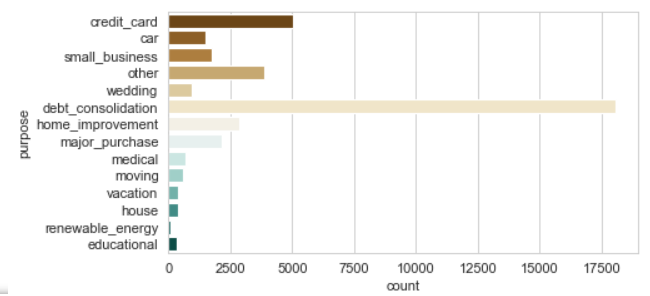 credit_card
car
small_business
other
wedding
debt_consolidation
home_improvement
major_purchase
medical
moving
vacation
house
renewable_energy
educational
purpose
0 2500 5000 7500 10000 12500 15000 17500
count